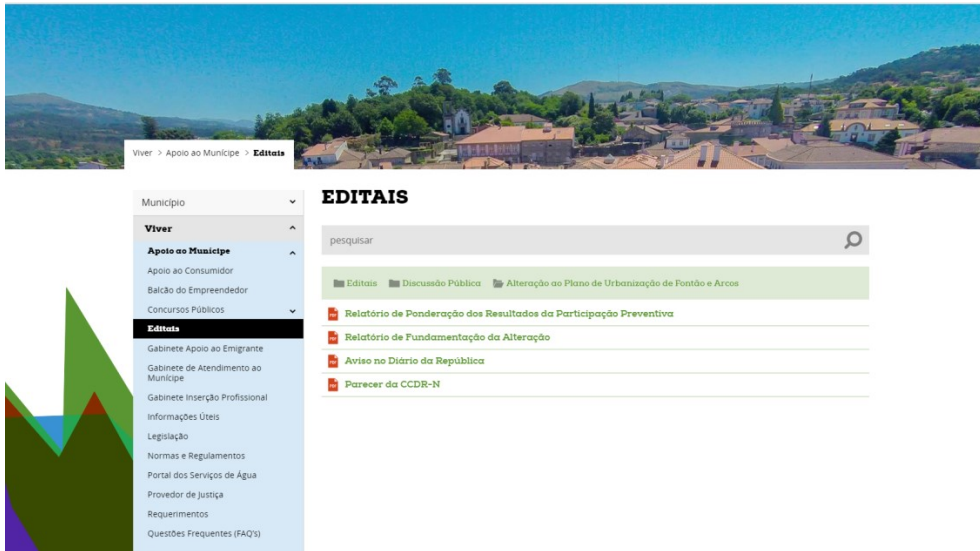 Viver > Apoio ao Munícipe > Editais
Município
Viver
Apoio ao Munícipe
Apoio ao Consumidor
Balcão do Empreendedor
Concursos Públicos
Editais
Gabinete Apoio ao Emigrante
Gabinete de Atendimento ao
Munícipe
Gabinete Inserção Profissional
Informações Úteis
Legislação
Normas e Regulamentos
Portal dos Serviços de Água
Provedor de Justiça
Requerimentos
Questões Frequentes (FAQ's)
EDITAIS
pesquisar
Editais Discussão Pública Alteração ao Plano de Urbanização de Fontão e Arcos
Relatório de Ponderação dos Resultados da Participação Preventiva
Relatório de Fundamentação da Alteração
Aviso no Diário da República
Parecer da CCDR-N